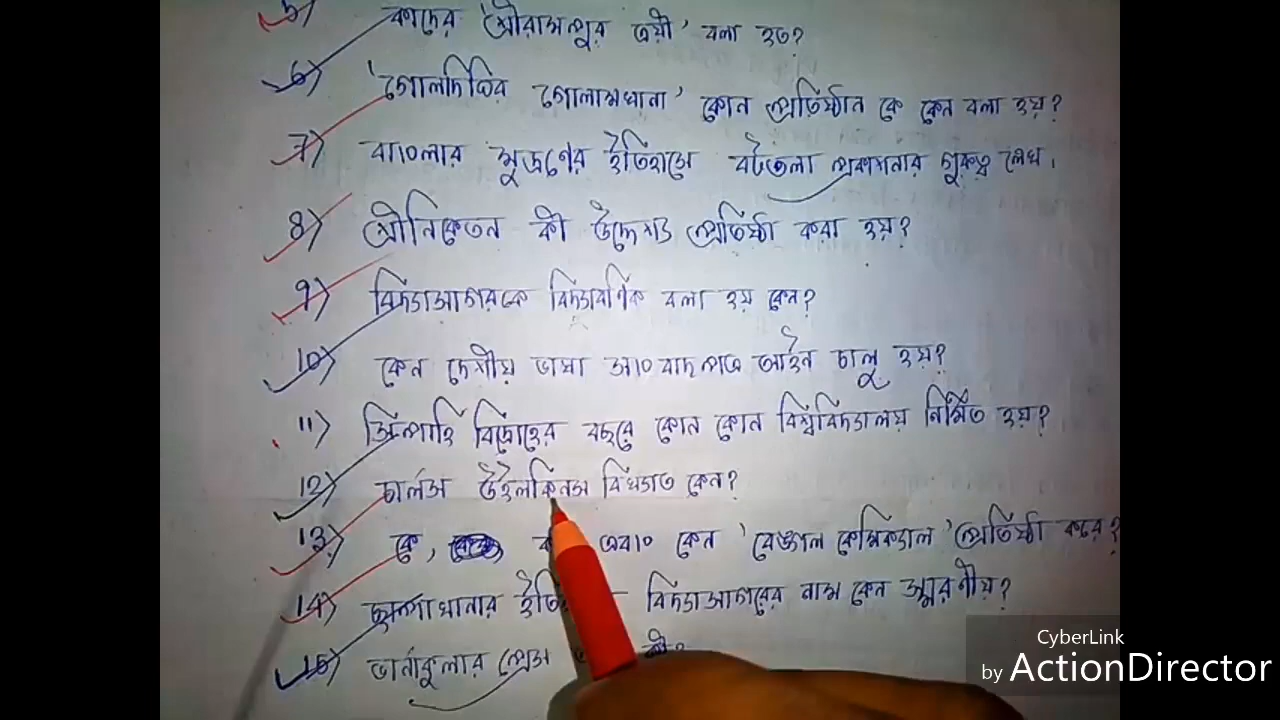 5) কাদের 'শ্রীরামপুর ত্রয়ী' বলা হত?
6) 'গোলদিঘির গোলামখানা' কোন প্রতিষ্ঠান কে কেন বলা হয়?
7) বাংলার মুদ্রণের ইতিহাসে বটতলা প্রকাশনার গুরুত্ব লেখ।
8) শ্রীনিকেতন কী উদ্দেশ্যে প্রতিষ্ঠা করা হয়?
9) বিদ্যাসাগরকে বিদ্যাবণিক বলা হয় কেন?
10) কেন দেশীয় ভাষা সংবাদপত্র আইন চালু হয়?
11) সিপাহি বিদ্রোহের বছরে কোন কোন বিশ্ববিদ্যালয় নির্মিত হয়?
12) চার্লস উইলকিনস বিখ্যাত কেন?
13) কে, এবং কেন 'বেঙ্গল কেমিক্যাল' প্রতিষ্ঠা করে?
14) ছাপাখানার বিদ্যাসাগরের নাম কেন স্মরণীয়?
15) ভার্নাকুলার প্রেস কী?
CyberLink
by ActionDirector